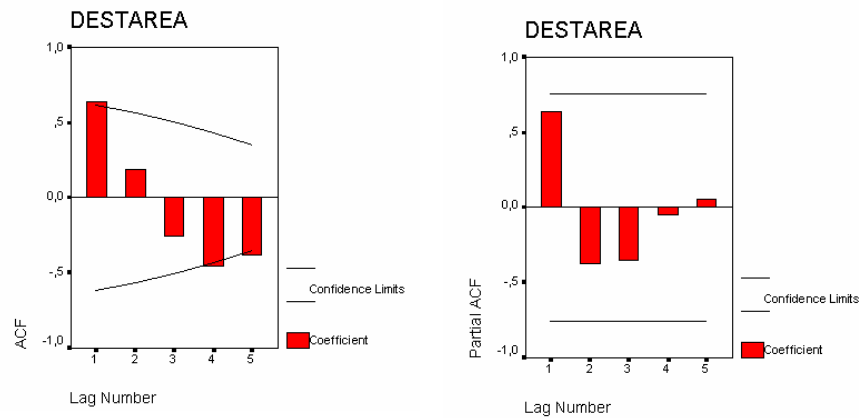 DESTAREA
1,0
,5
0,0
-,5
-1,0
ACF
1 2 3 4 5
Lag Number
Confidence Limits
Coefficient
DESTAREA
1,0
,5
0,0
-,5
-1,0
Partial ACF
1 2 3 4 5
Lag Number
Confidence Limits
Coefficient